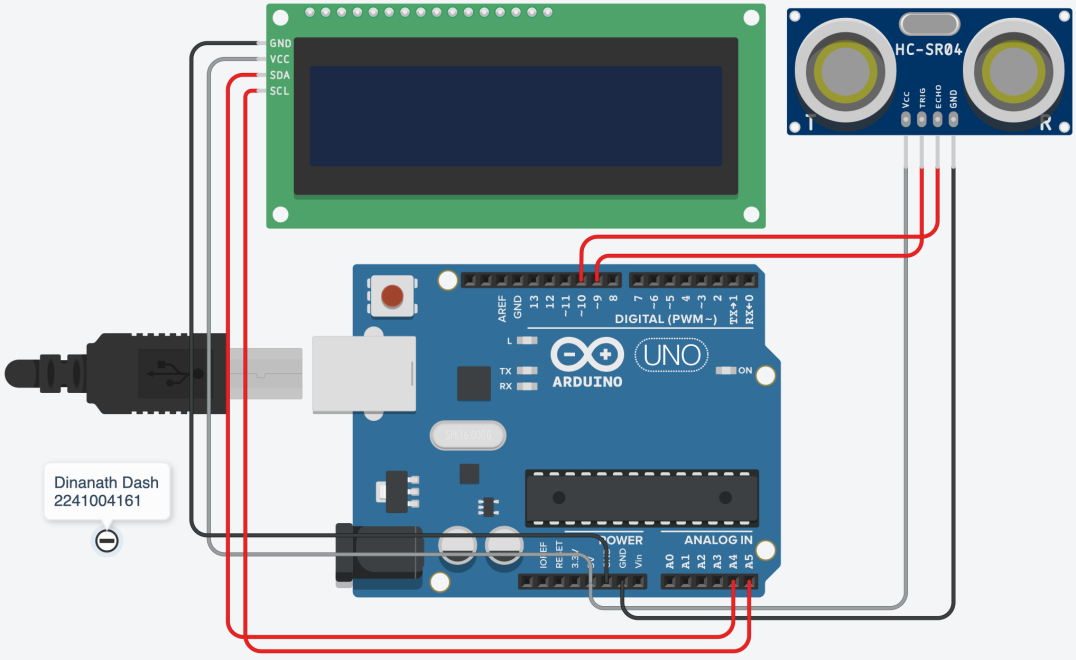 GND
VCC
SDA
SCL
HC-SR04
VCC
TRIG
ECHO
GND
T
R
AREF
GND
13
12
~11
~10
~9
8
7
~6
~5
4
~3
2
TX→1
RX←0
DIGITAL (PWM~)
L
TX
RX
ARDUINO
UNO
ON
Dinanath Dash
2241004161
POWER
ANALOG IN
IOREF
RESET
3.3V
5V
GND
Vin
A0
A1
A2
A3
A4
A5